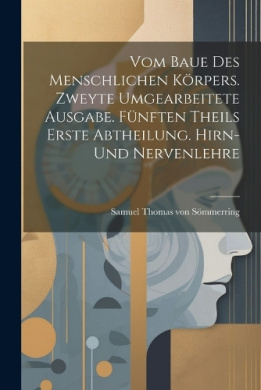 Vom Baue Des
Menschlichen Körpers.
Zweyte Umgearbeitete
Ausgabe. Fünften Theils
Erste Abtheilung. Hirn-
Und Nervenlehre
Samuel Thomas von Sömmerring